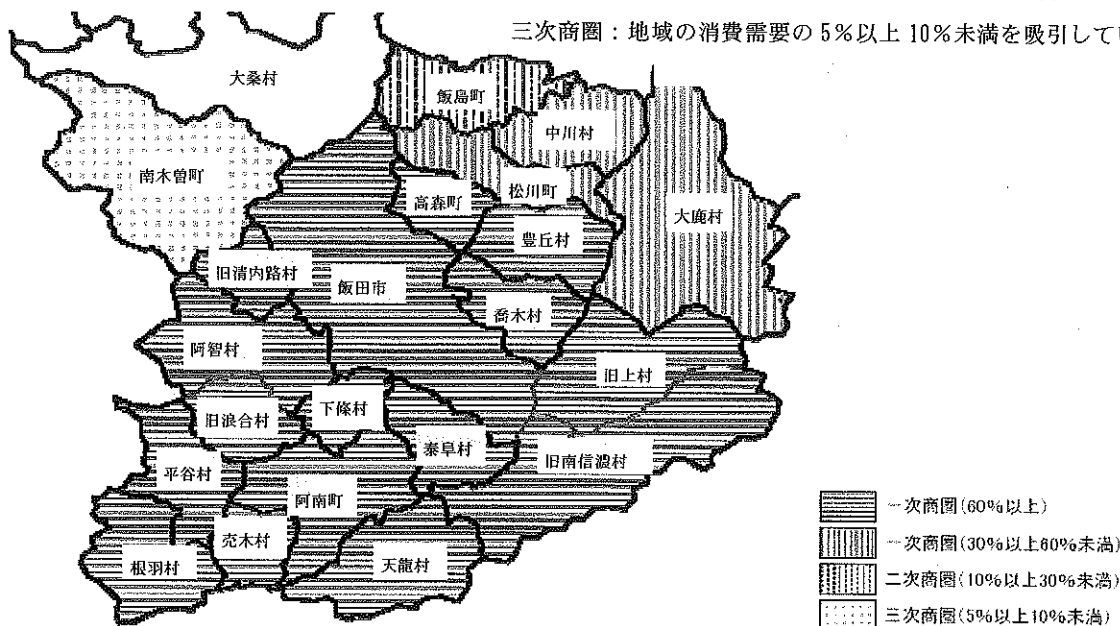 三次商圏：地域の消費需要の5%以上10%未満を吸引して
大桑村
飯島町
中川村
南木曽町
松川町
高森町
大鹿村
豊丘村
旧清内路村
飯田市
喬木村
阿智村
旧上村
下條村
旧浪合村
泰阜村
旧南信濃村
平谷村
阿南町
売木村
天龍村
根羽村
一次商圏(60%以上)
一次商圏(30%以上60%未満)
二次商圏(10%以上30%未満)
三次商圏(5%以上10%未満)